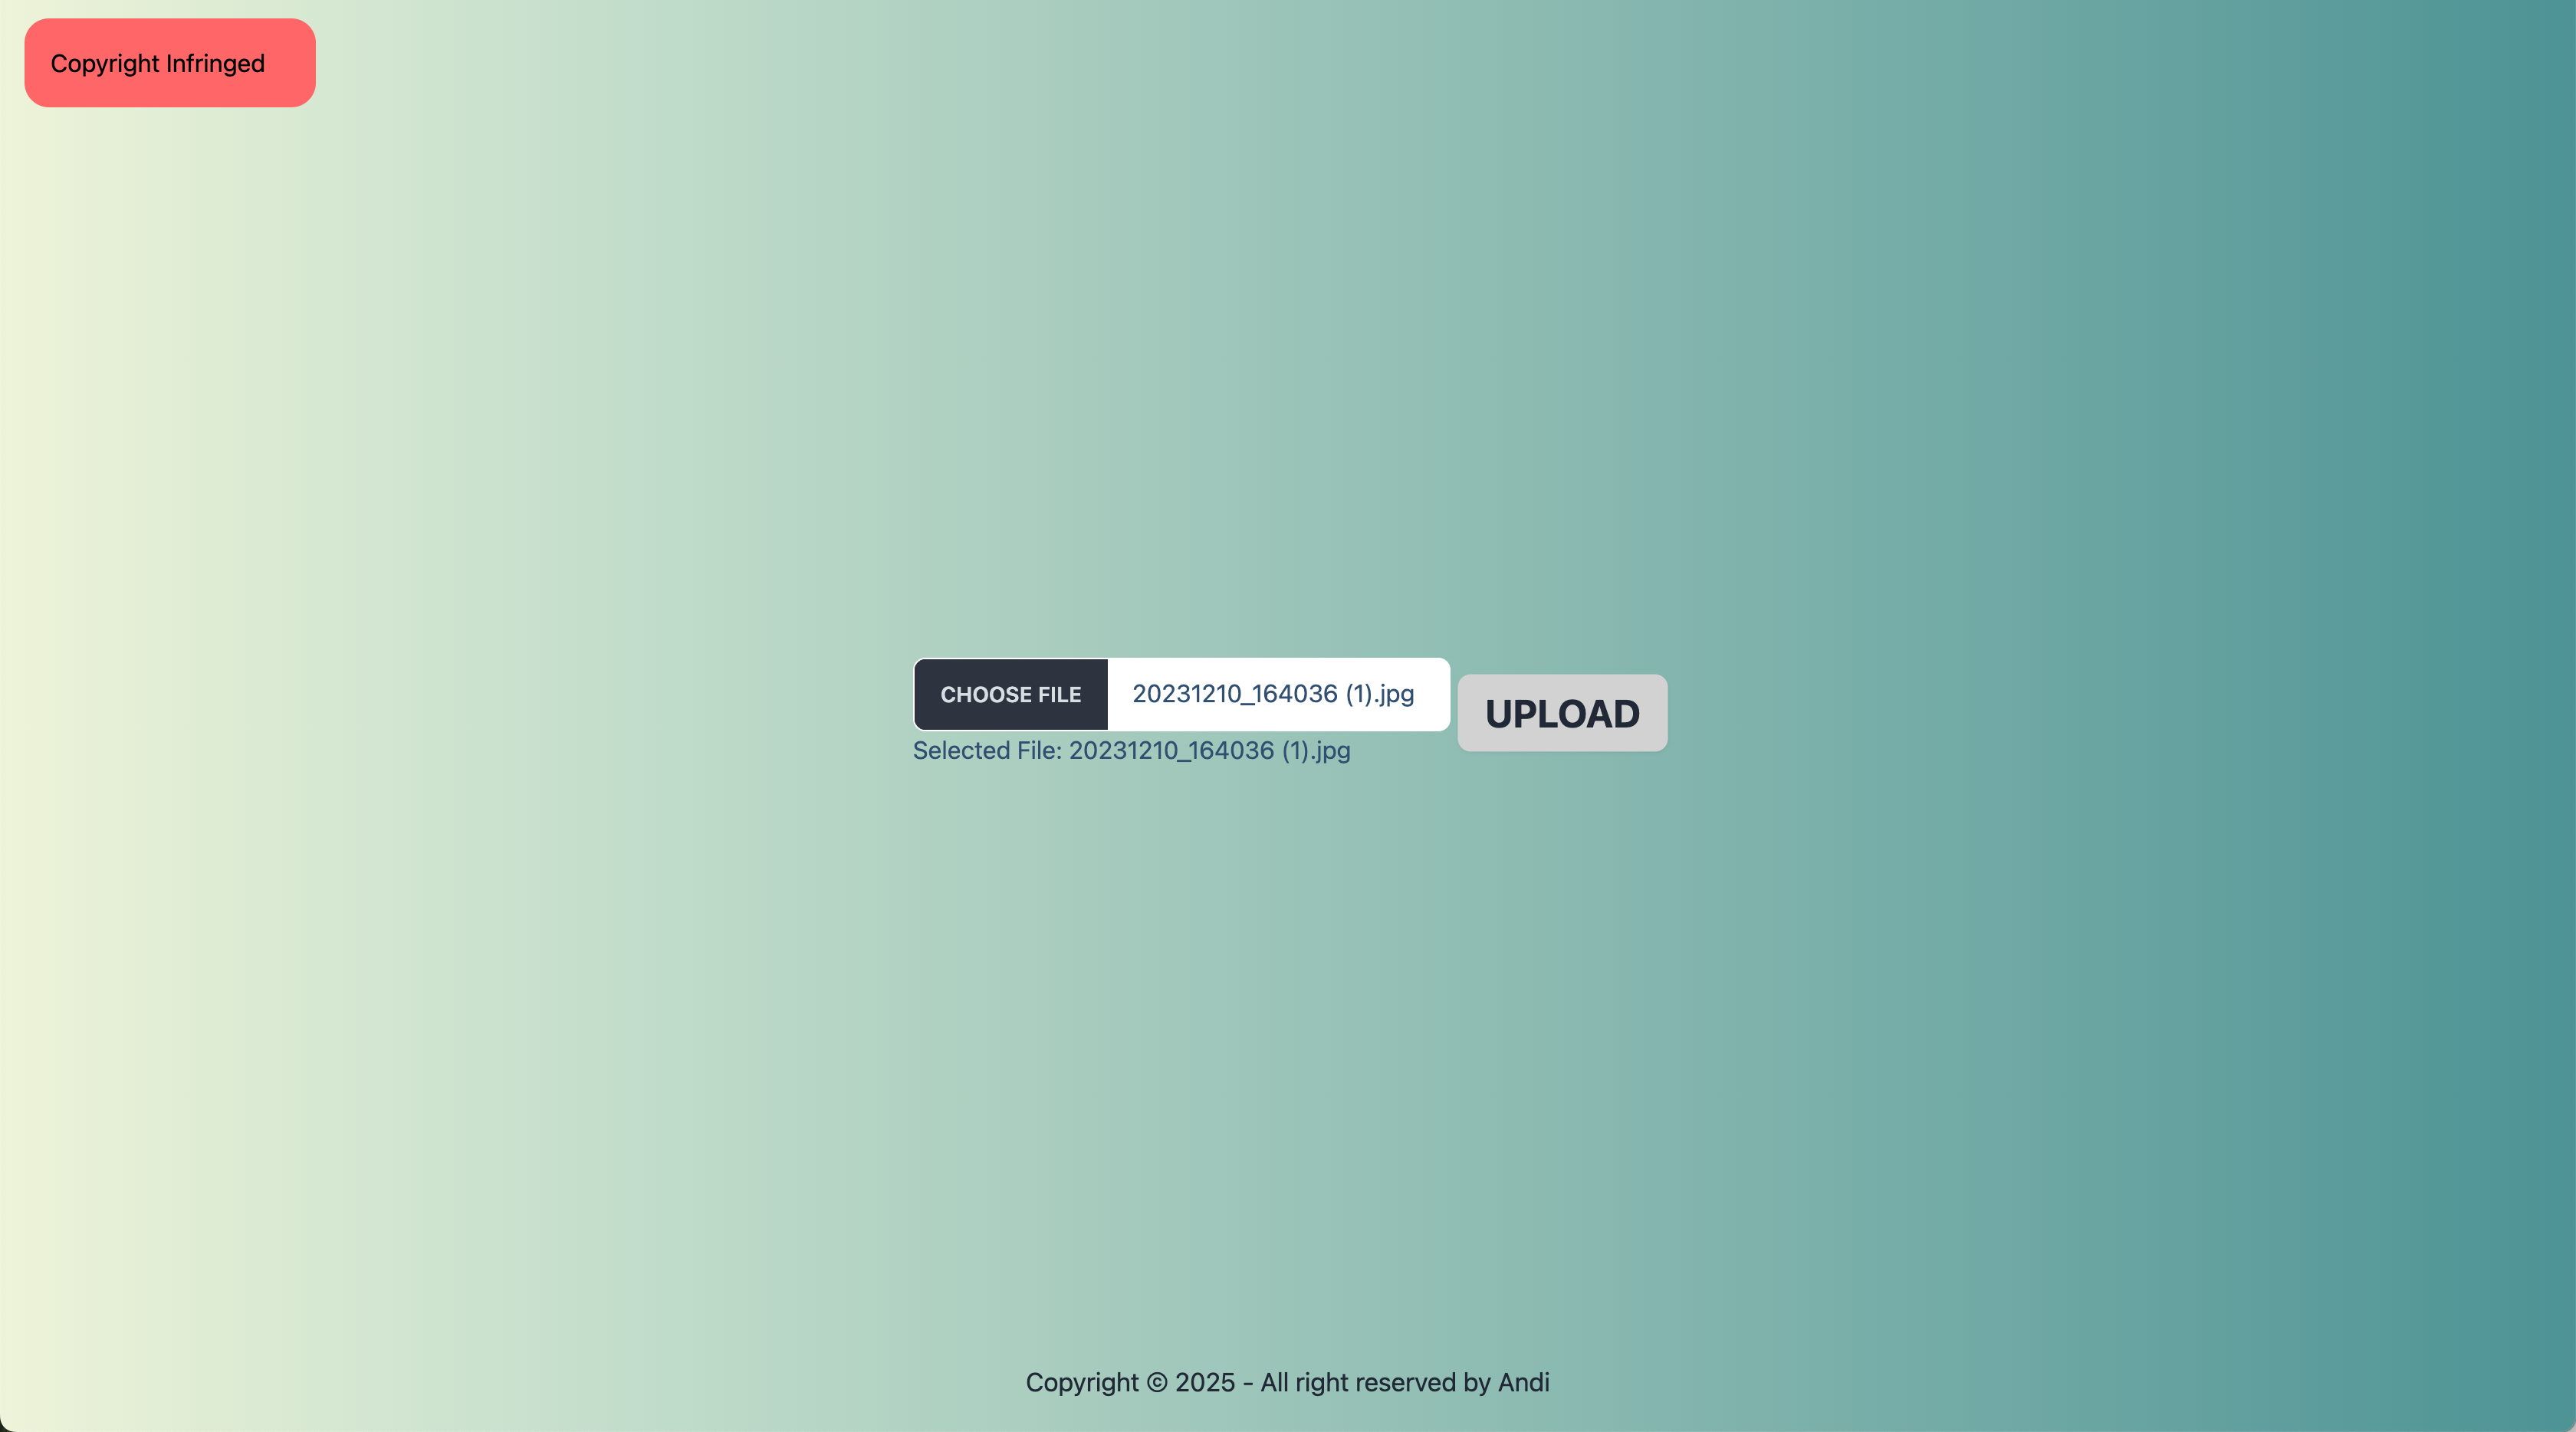 Copyright Infringed
CHOOSE FILE 20231210_164036 (1).jpg
UPLOAD
Selected File: 20231210_164036 (1).jpg
Copyright © 2025 - All right reserved by Andi